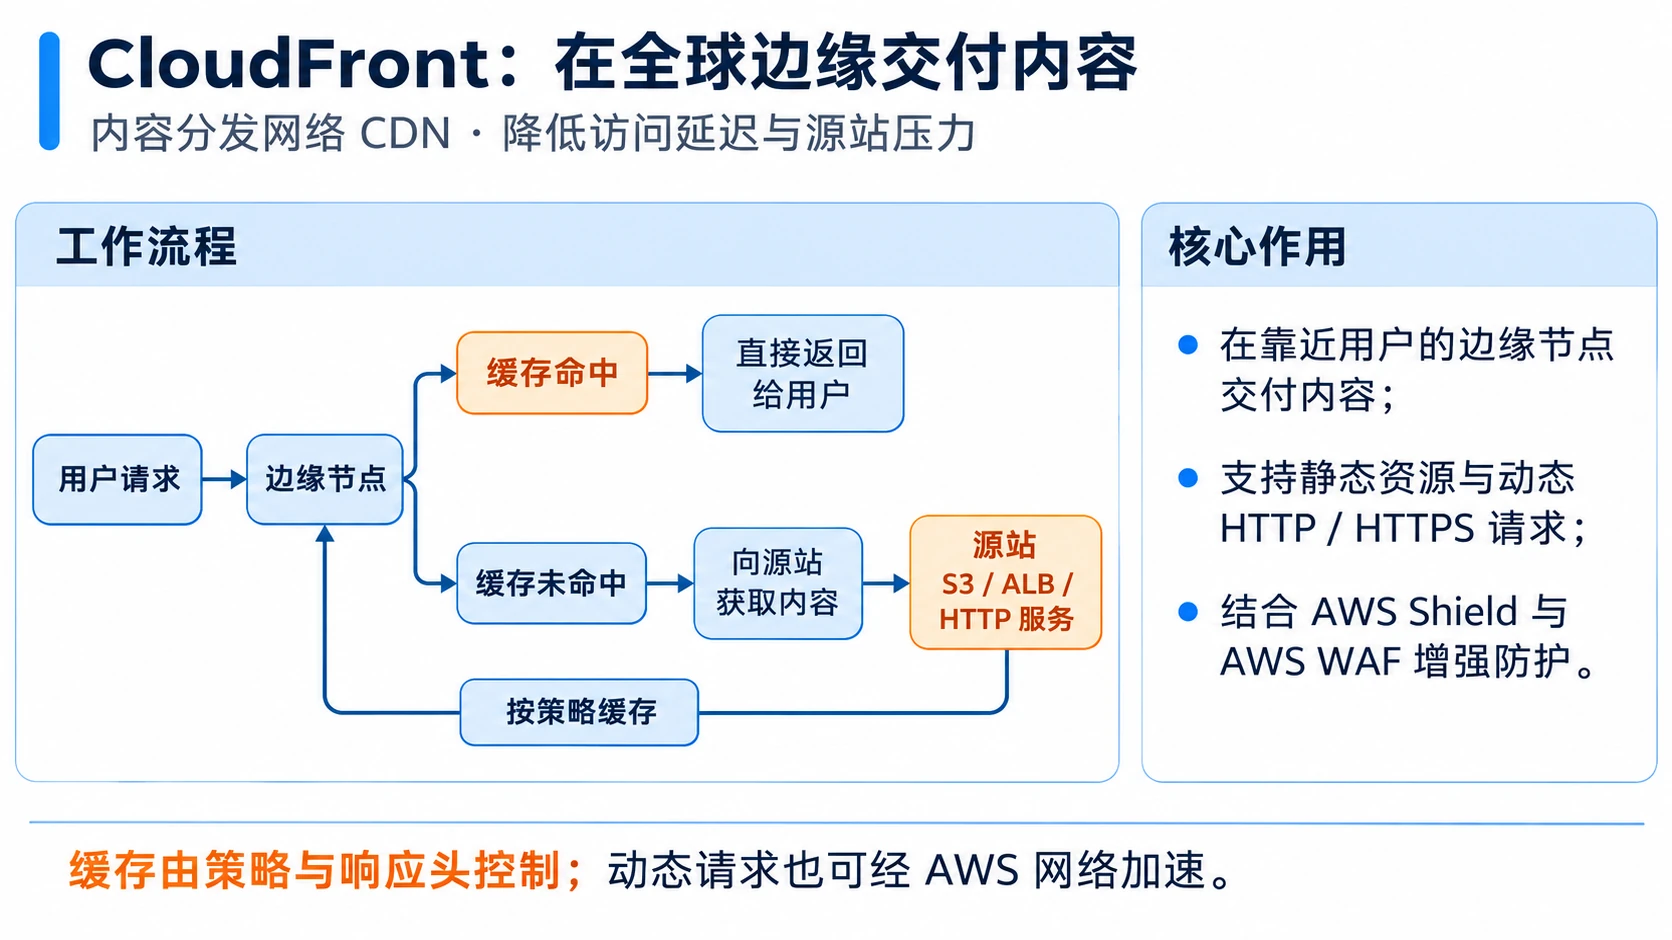 CloudFront：在全球边缘交付内容
内容分发网络 CDN · 降低访问延迟与源站压力
工作流程
用户请求
边缘节点
缓存命中
直接返回
给用户
缓存未命中
向源站
获取内容
源站
S3 / ALB /
HTTP 服务
按策略缓存
核心作用
在靠近用户的边缘节点
交付内容；
支持静态资源与动态
HTTP / HTTPS 请求；
结合 AWS Shield 与
AWS WAF 增强防护。
缓存由策略与响应头控制；动态请求也可经 AWS 网络加速。